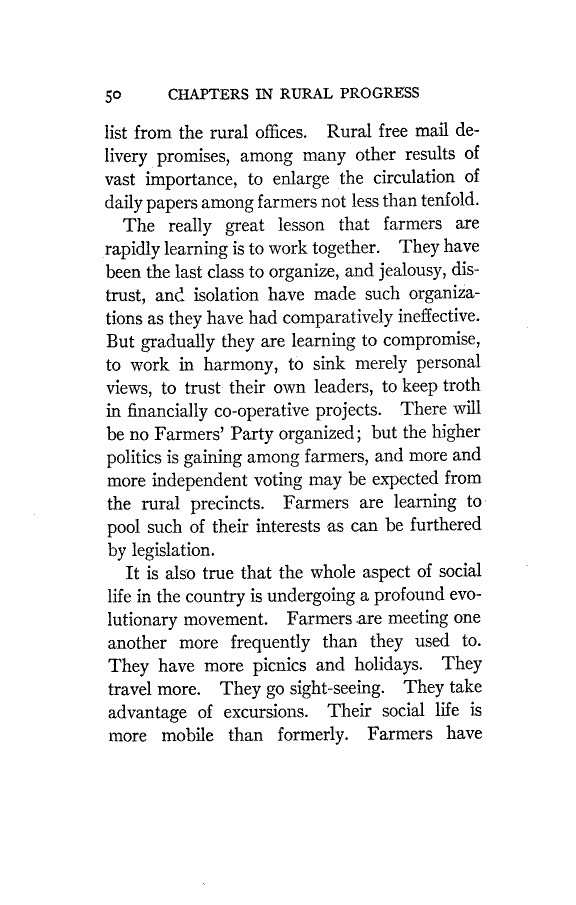 50 CHAPTERS IN RURAL PROGRESS
list from the rural offices. Rural free mail de-
livery promises, among many other results of
vast importance, to enlarge the circulation of
daily papers among farmers not less than tenfold.
The really great lesson that farmers are
rapidly learning is to work together. They have
been the last class to organize, and jealousy, dis-
trust, and isolation have made such organiza-
tions as they have had comparatively ineffective.
But gradually they are learning to compromise,
to work in harmony, to sink merely personal
views, to trust their own leaders, to keep troth
in financially co-operative projects. There will
be no Farmers' Party organized; but the higher
politics is gaining among farmers, and more and
more independent voting may be expected from
the rural precincts. Farmers are learning to
pool such of their interests as can be furthered
by legislation.
It is also true that the whole aspect of social
life in the country is undergoing a profound evo-
lutionary movement. Farmers are meeting one
another more frequently than they used to.
They have more picnics and holidays. They
travel more. They go sight-seeing. They take
advantage of excursions. Their social life is
more mobile than formerly. Farmers have